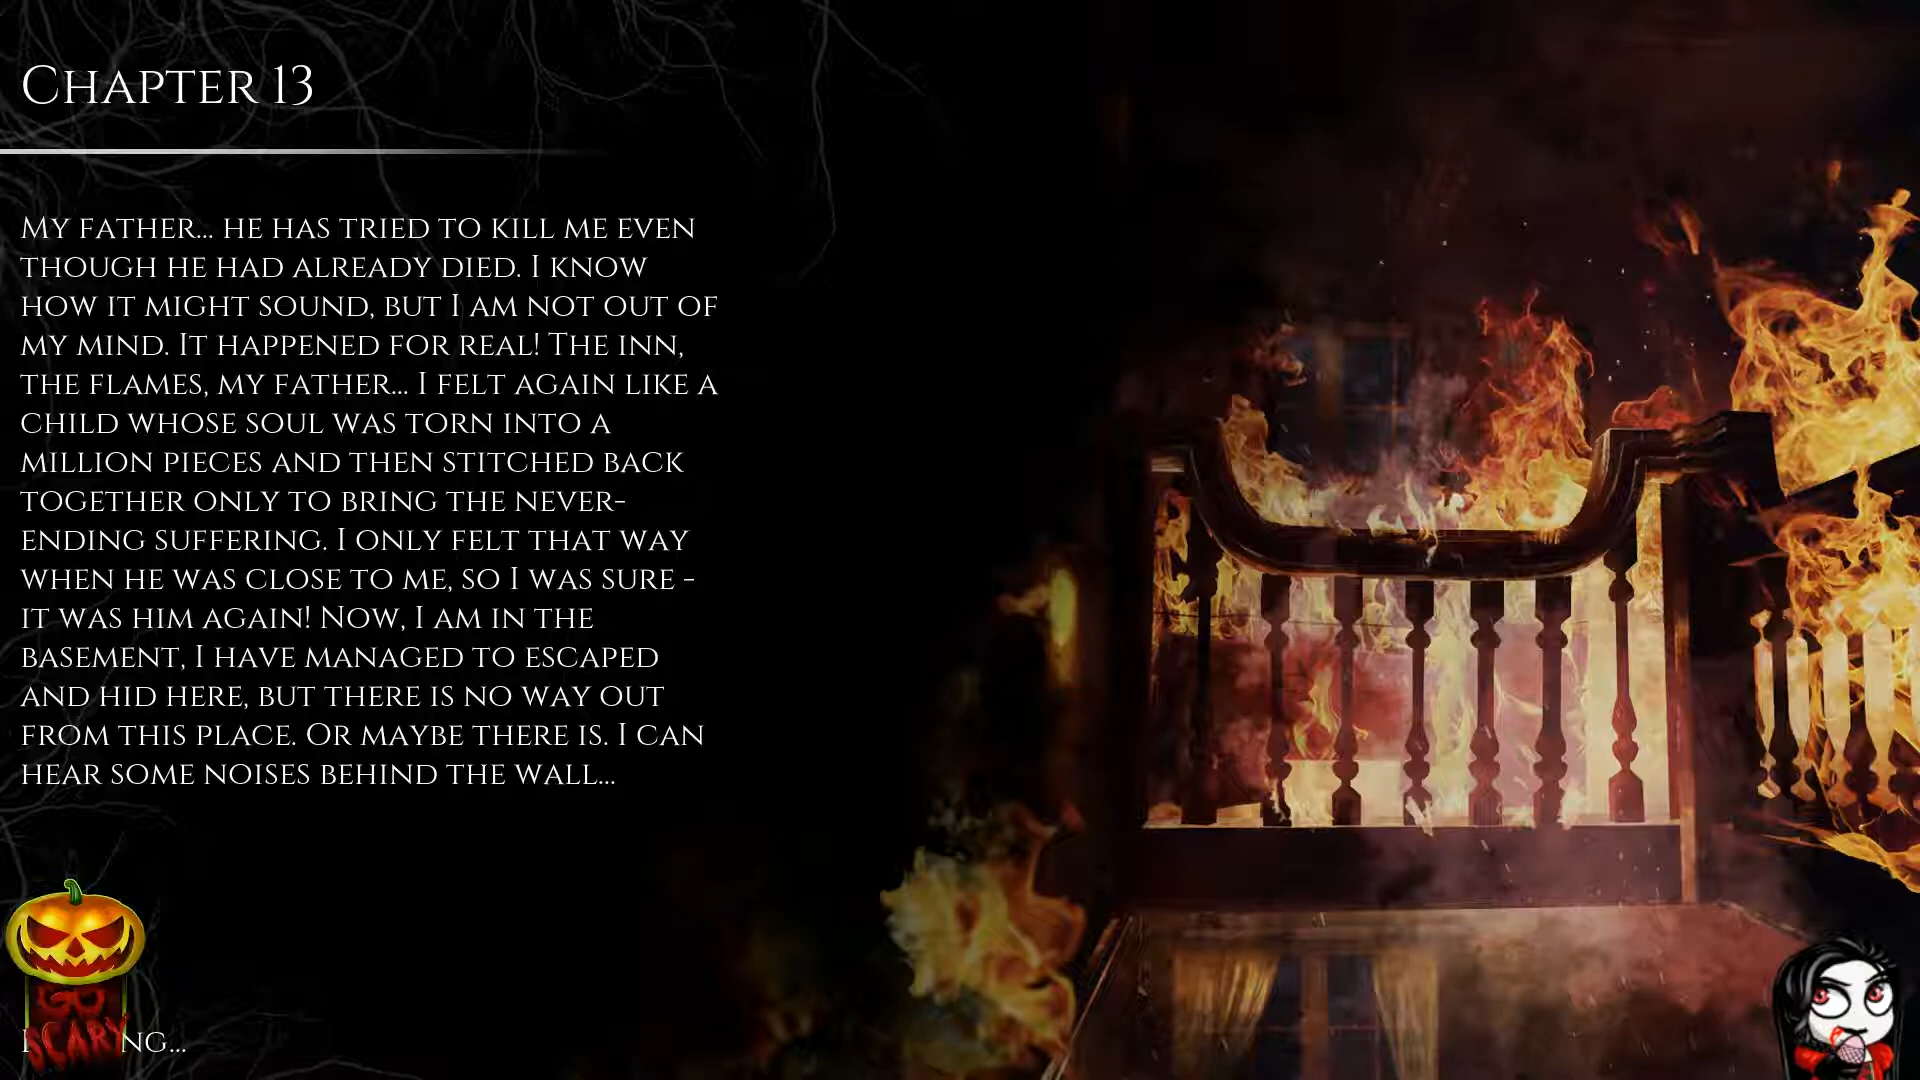 Chapter 13
My father... he has tried to kill me even
though he had already died. I know
how it might sound, but I am not out of
my mind. It happened for real! The inn,
the flames, my father... I felt again like a
child whose soul was torn into a
million pieces and then stitched back
together only to bring the never-
ending suffering. I only felt that way
when he was close to me, so I was sure -
it was him again! Now, I am in the
basement, I have managed to escaped
and hid here, but there is no way out
from this place. Or maybe there is. I can
hear some noises behind the wall...
GO
SCARY